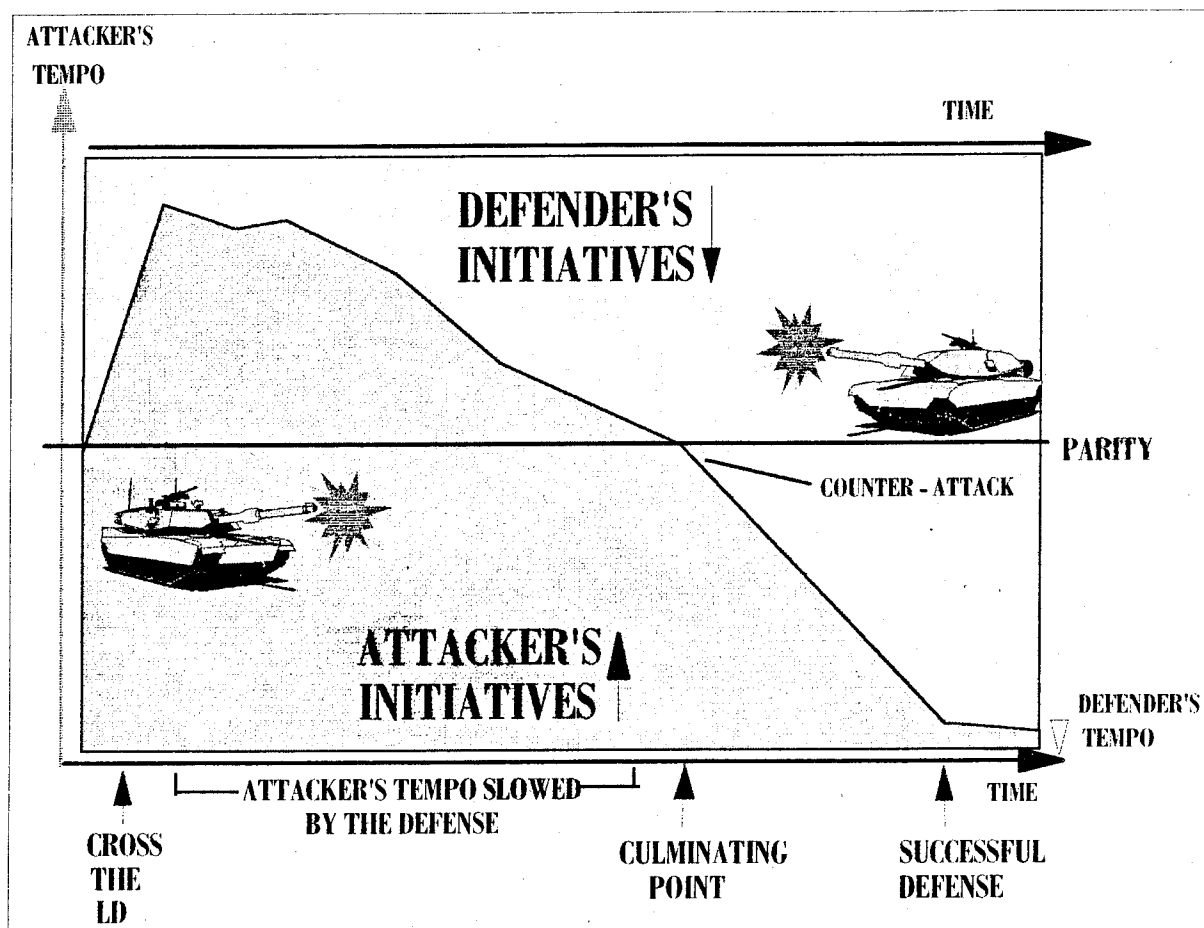 ATTACKER'S
TEMPO
TIME
DEFENDER'S
INITIATIVES
PARITY
COUNTER - ATTACK
ATTACKER'S
INITIATIVES
DEFENDER'S
TEMPO
TIME
ATTACKER'S TEMPO SLOWED
BY THE DEFENSE
CROSS
THE
LD
CULMINATING
POINT
SUCCESSFUL
DEFENSE